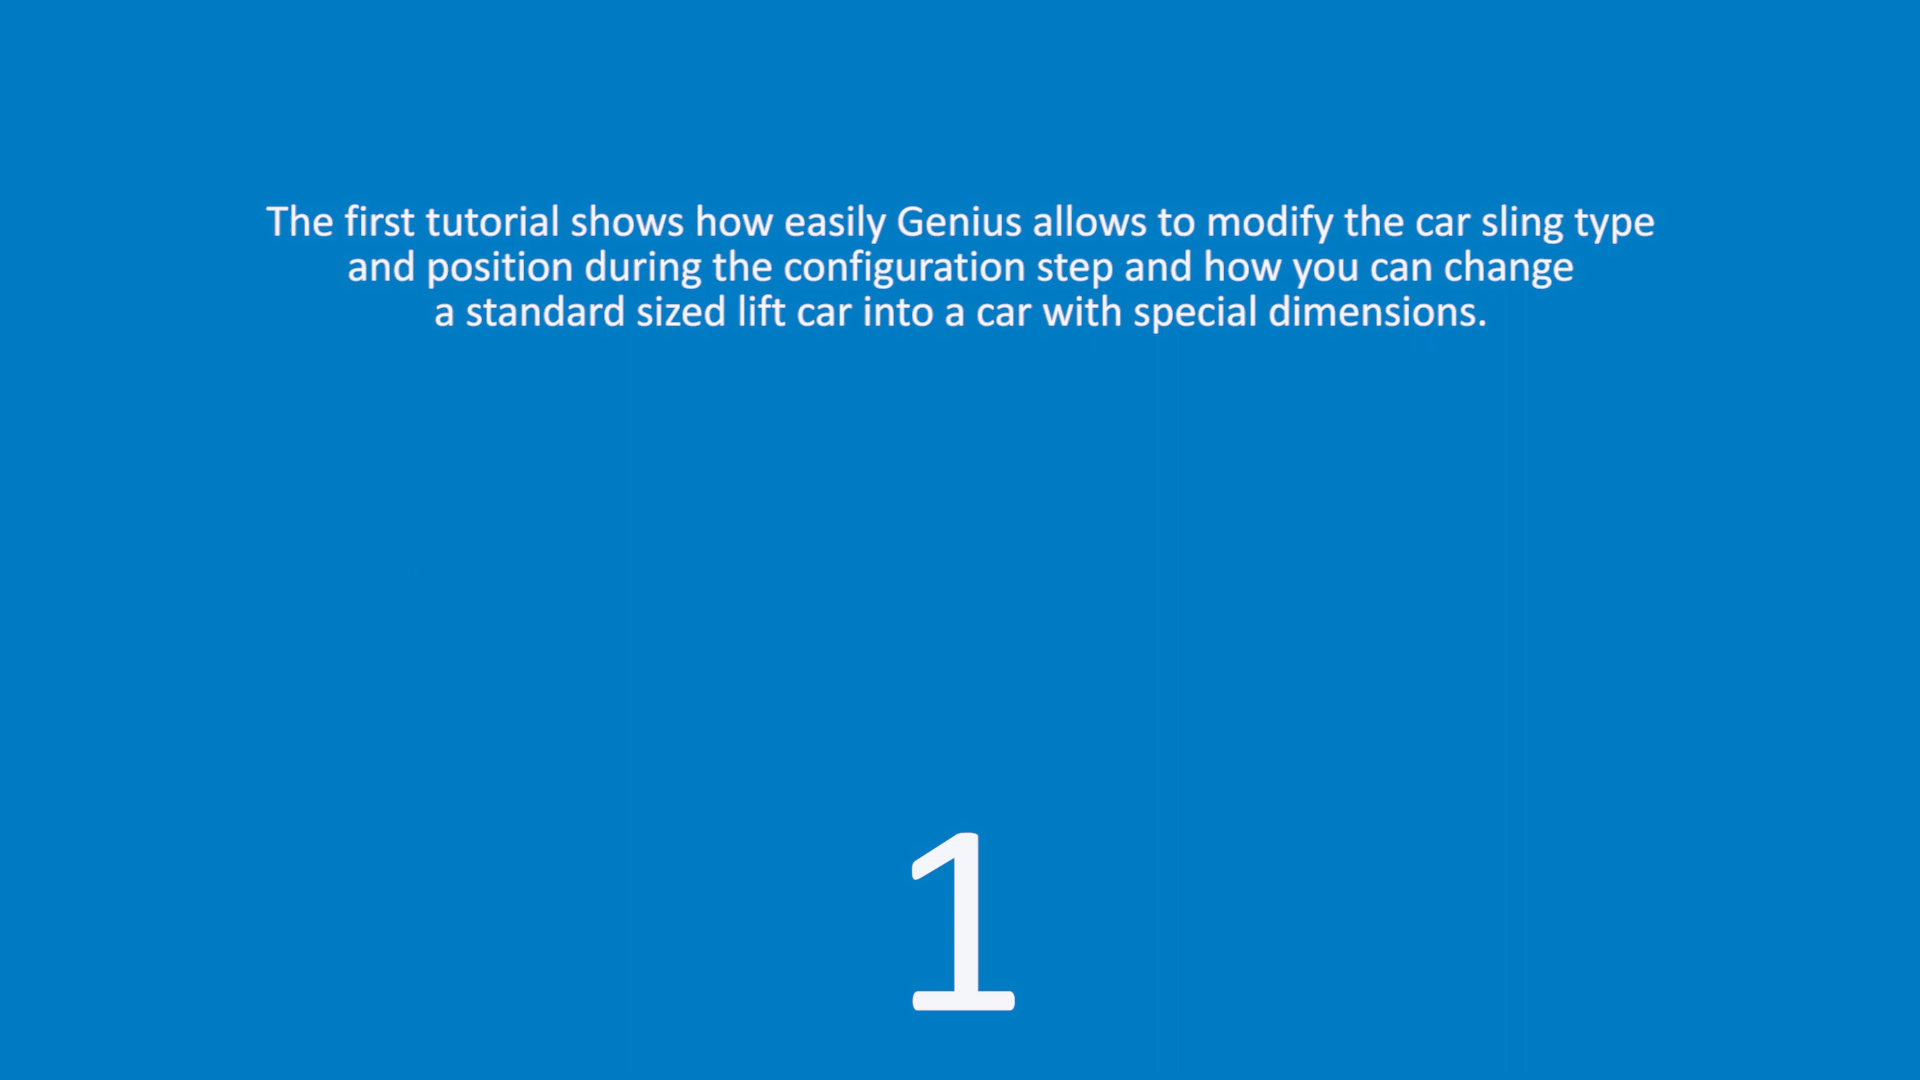 The first tutorial shows how easily Genius allows to modify the car sling type
and position during the configuration step and how you can change
a standard sized lift car into a car with special dimensions.
1